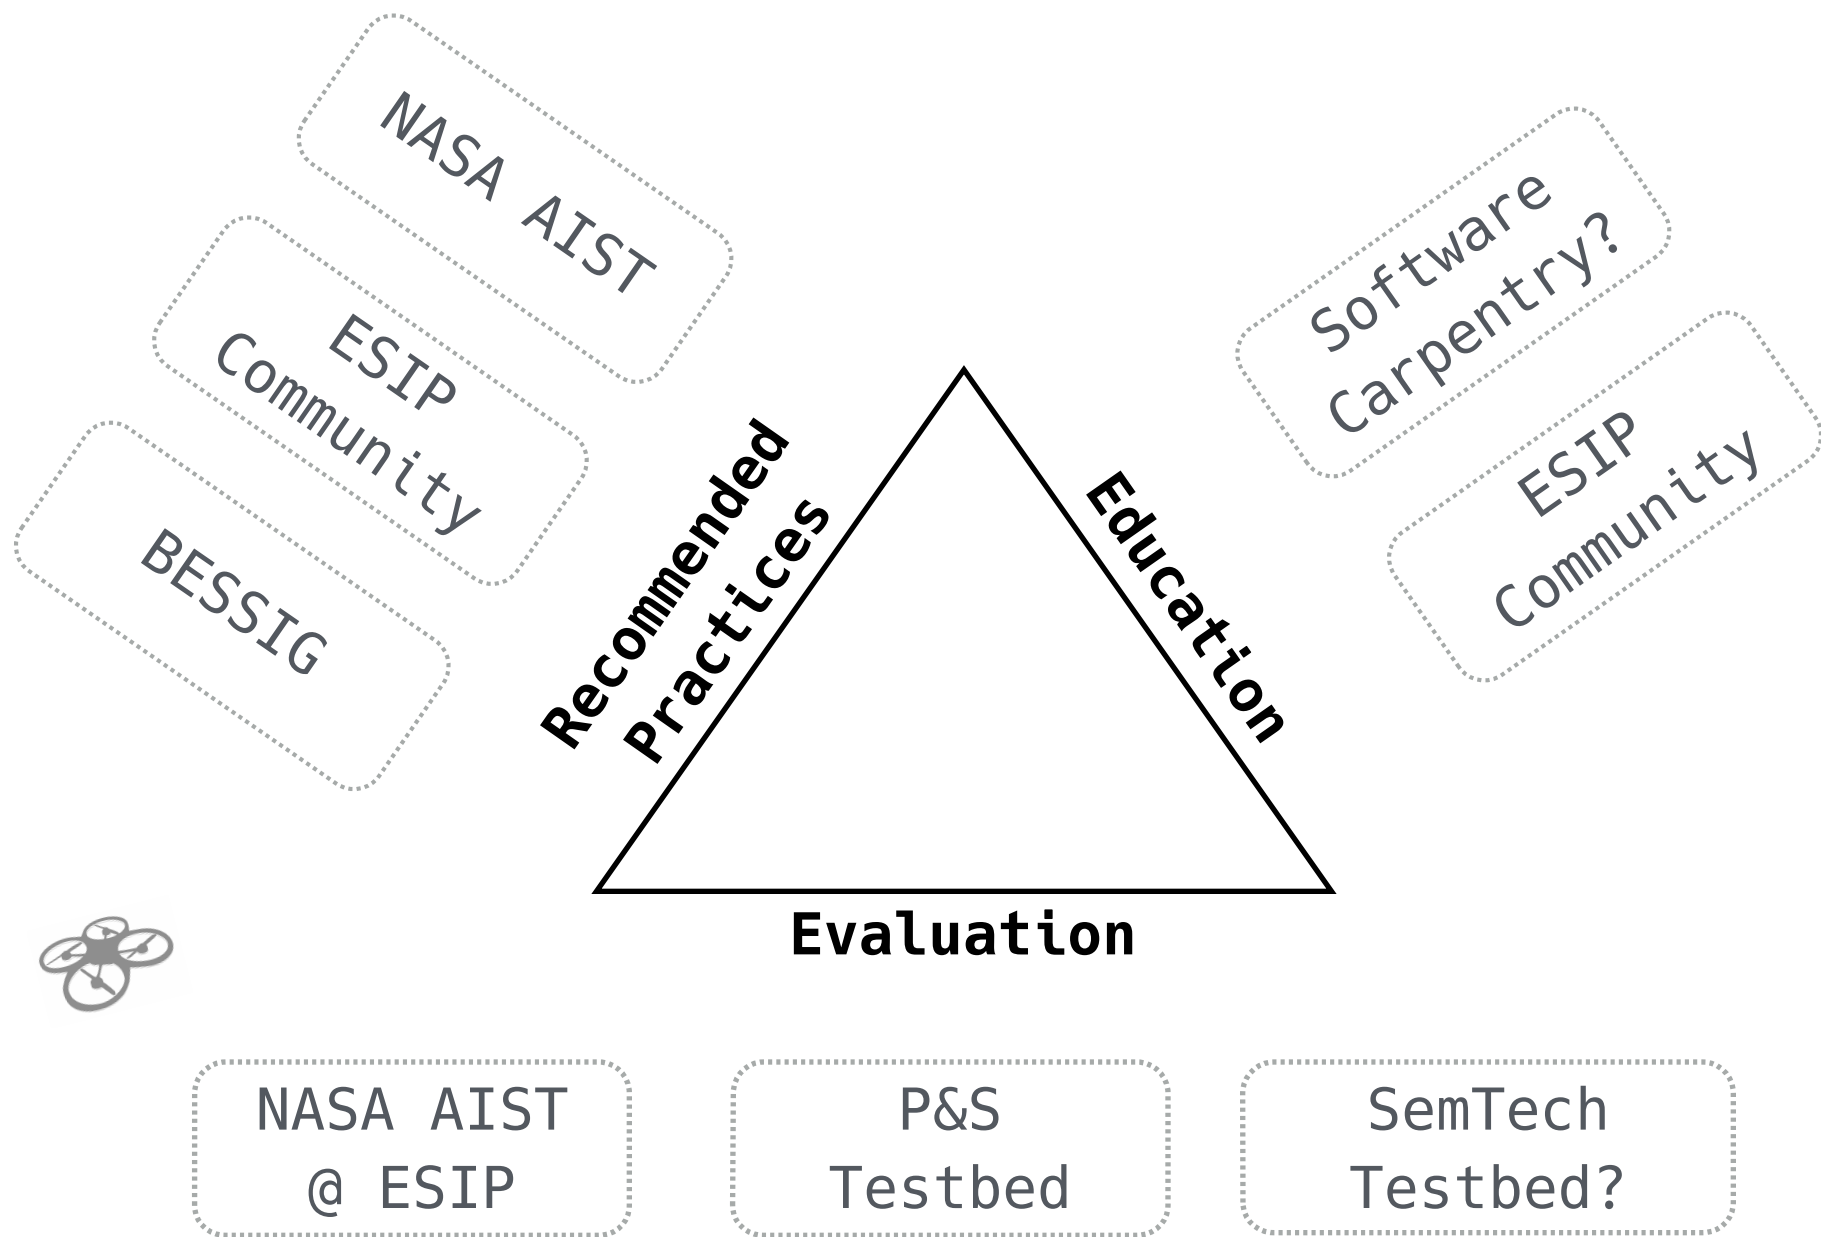 NASA AIST
ESIP
Community
BESSIG
Recommended
Practices
Education
Software
Carpentry?
ESIP
Community
Evaluation
NASA AIST
@ ESIP
P&S
Testbed
SemTech
Testbed?